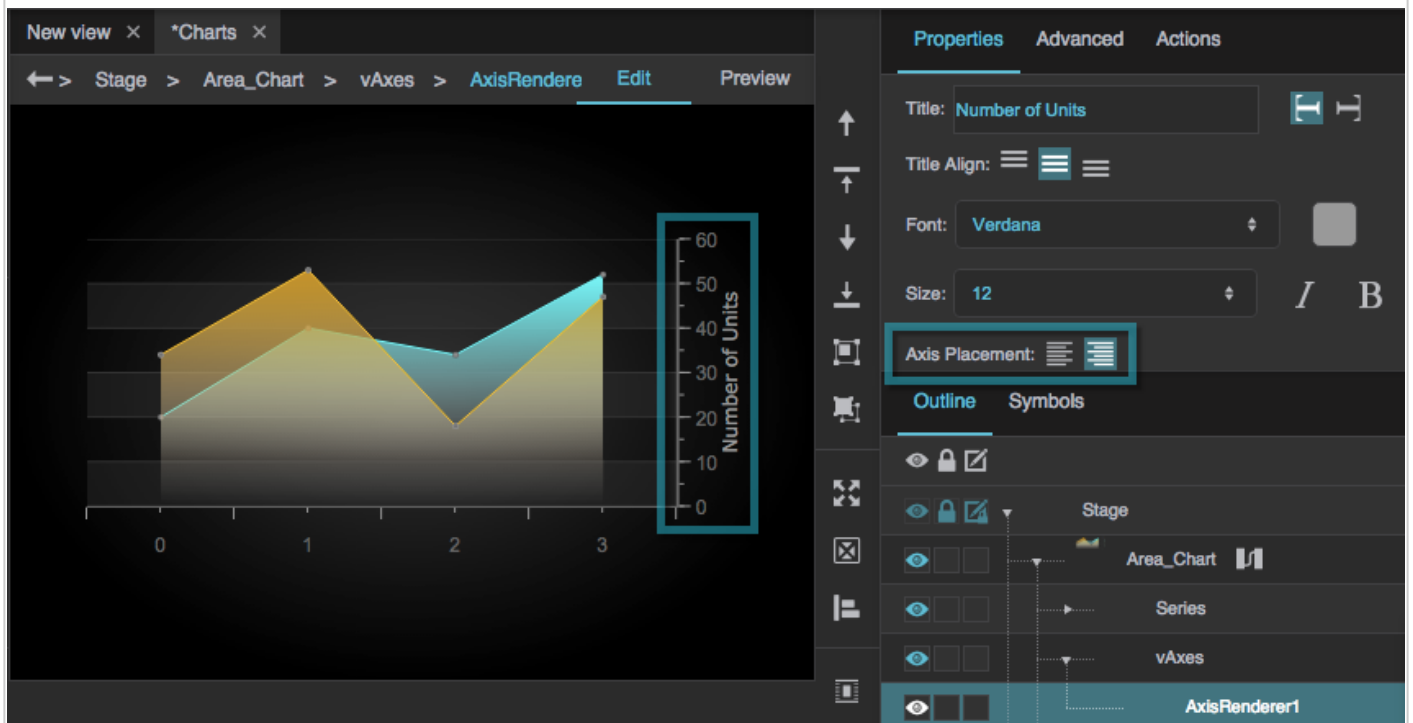 New view × *Charts ×
> Stage > Area_Chart > vAxes > AxisRendere Edit Preview
60
50
40
30
20
10
0
Number of Units
0 1 2 3
Properties Advanced Actions
Title: Number of Units
Title Align:
Font: Verdana
Size: 12 I B
Axis Placement:
Outline Symbols
Stage
Area_Chart
Series
vAxes
AxisRenderer1